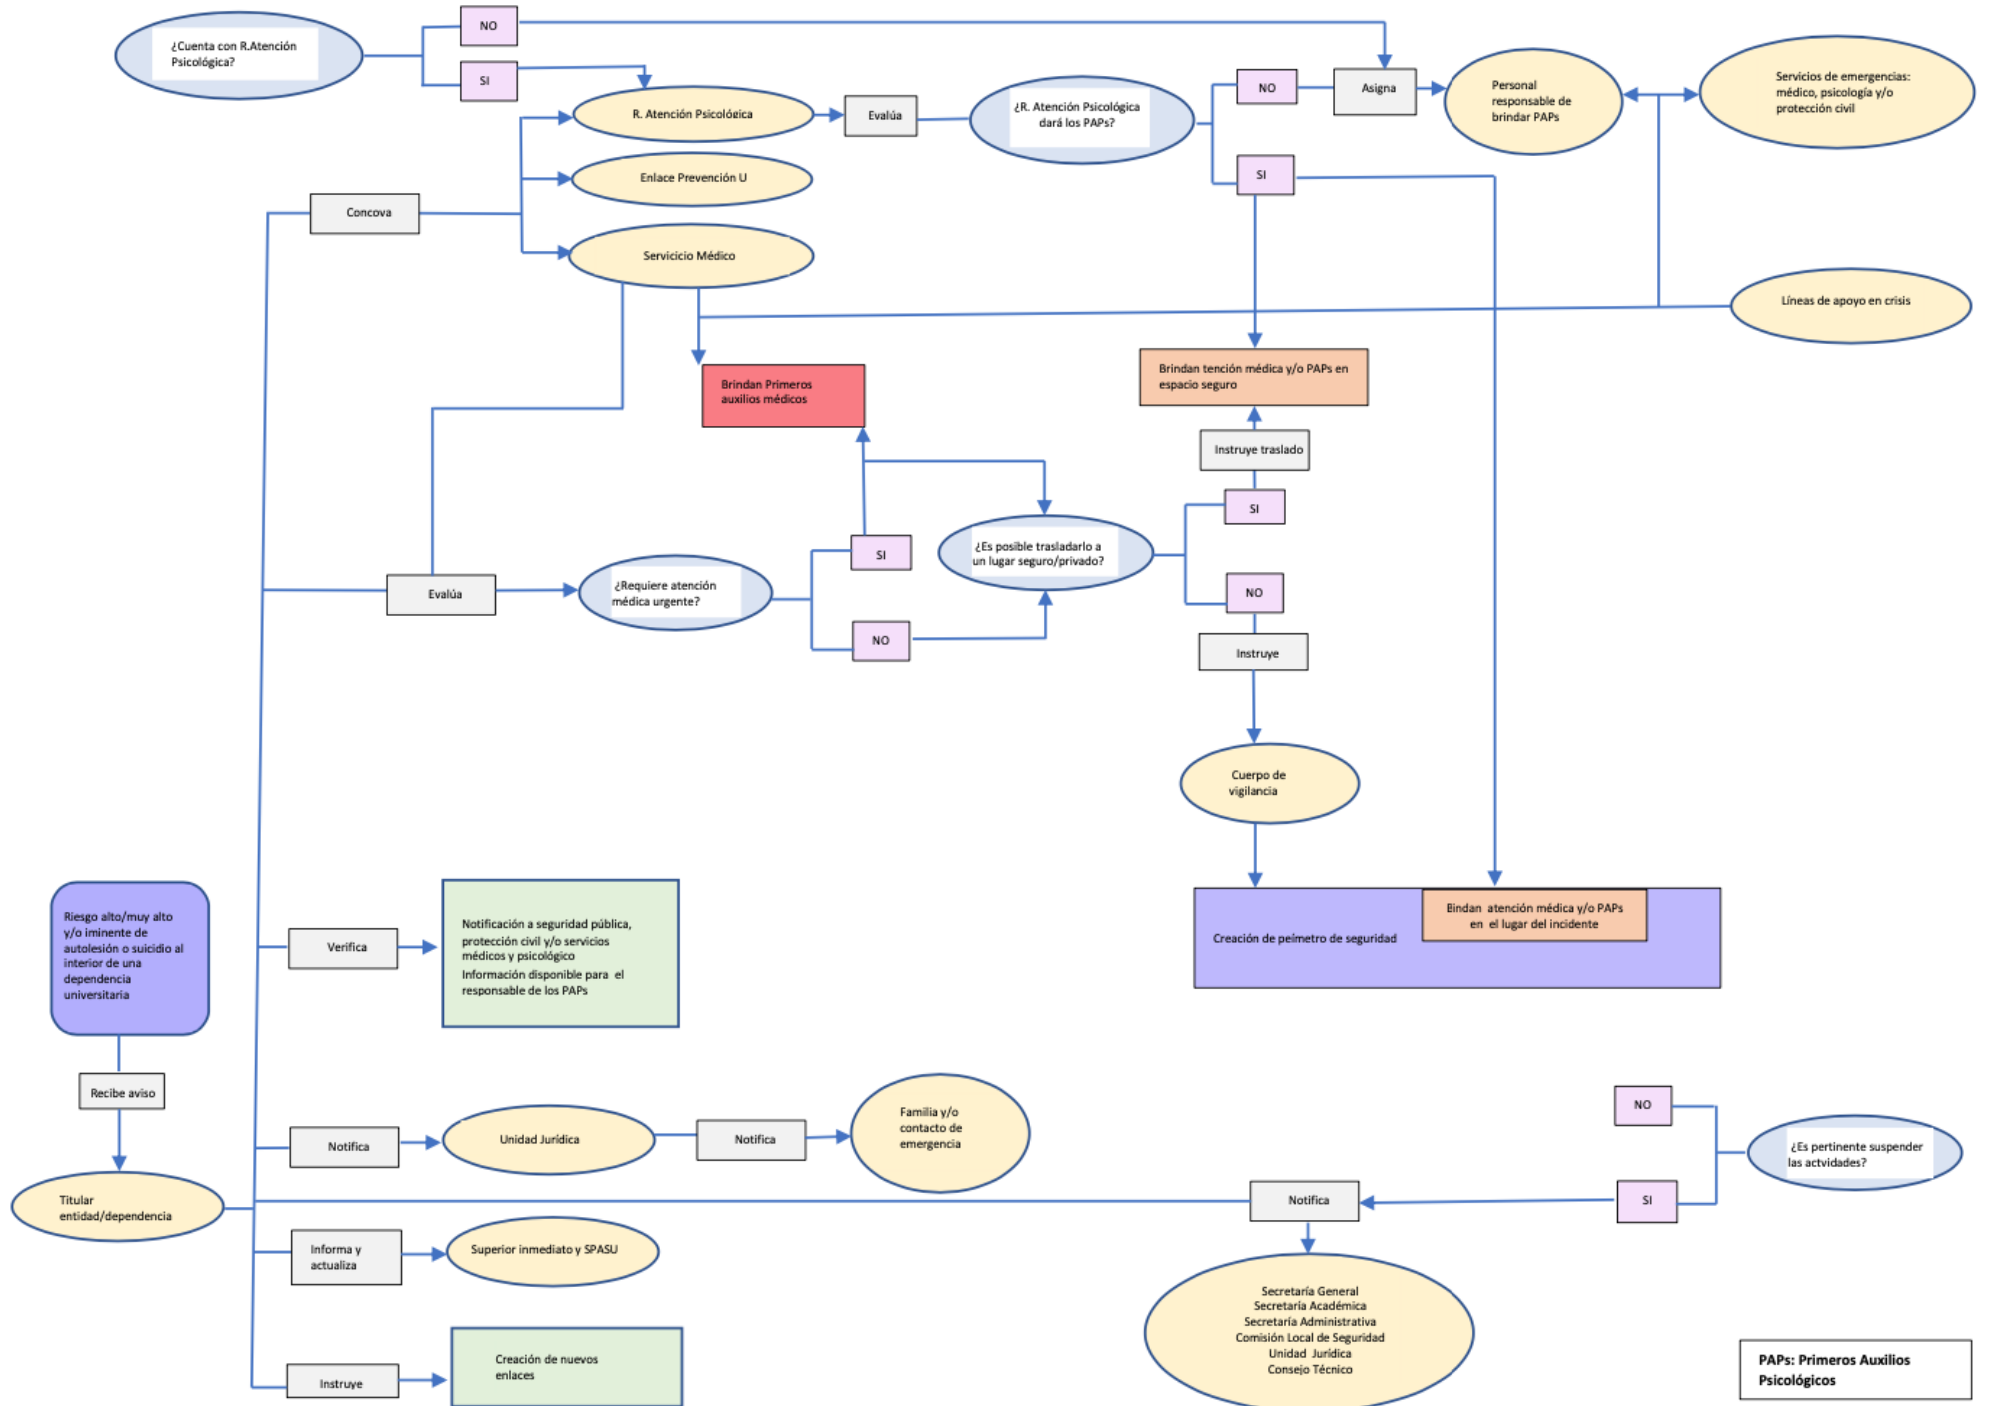 NO
¿Cuenta con R.Atención
Psicológica?
SI
R. Atención Psicolóeica
Evalúa
¿R. Atención Psicológica
dará los PAPs?
NO
SI
Asigna
Personal
responsable de
brindar PAPs
Servicios de emergencias:
médico, psicología y/o
protección civil
Enlace Prevención U
Concova
Servicicio Médico
Líneas de apoyo en crisis
Brindan Primeros
auxilios médicos
Brindan tención médica y/o PAPs en
espacio seguro
Instruye traslado
SI
¿Es posible trasladarlo a
un lugar seguro/privado?
SI
Evalúa
¿Requiere atención
médica urgente?
NO
NO
Instruye
Cuerpo de
vigilancia
Riesgo alto/muy alto
y/o iminente de
autolesión o suicidio al
interior de una
dependencia
universitaria
Verifica
Notificación a seguridad pública,
protección civil y/o servicios
médicos y psicológico
Información disponible para el
responsable de los PAPs
Creación de peímetro de seguridad
Bindan atención médica y/o PAPs
en el lugar del incidente
Recibe aviso
Notifica
Unidad Jurídica
Notifica
Familia y/o
contacto de
emergencia
NO
¿Es pertinente suspender
las actvidades?
SI
Titular
entidad/dependencia
Notifica
Informa y
actualiza
Superior inmediato y SPASU
Secretaría General
Secretaría Académica
Secretaría Administrativa
Comisión Local de Seguridad
Unidad Jurídica
Consejo Técnico
Instruye
Creación de nuevos
enlaces
PAPs: Primeros Auxilios
Psicológicos